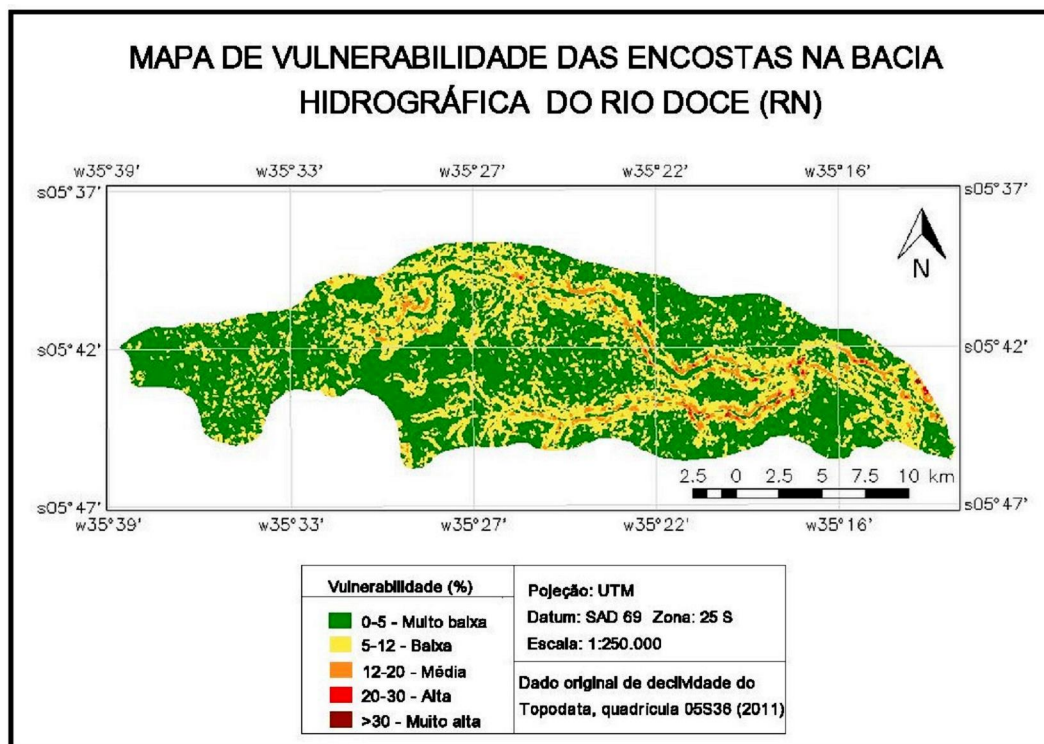 MAPA DE VULNERABILIDADE DAS ENCOSTAS NA BACIA
HIDROGRÁFICA DO RIO DOCE (RN)
w35°39' w35°33' w35°27' w35°22' w35°16'
s05°37' s05°37'
N
s05°42' s05°42'
2.5 0 2.5 5 7.5 10 km
s05°47' s05°47'
w35°39' w35°33' w35°27' w35°22' w35°16'
Vulnerabilidade (%)
0-5 - Muito baixa
5-12 - Baixa
12-20 - Média
20-30 - Alta
>30 - Muito alta
Pojeção: UTM
Datum: SAD 69 Zona: 25 S
Escala: 1:250.000
Dado original de declividade do
Topodata, quadrícula 05S36 (2011)